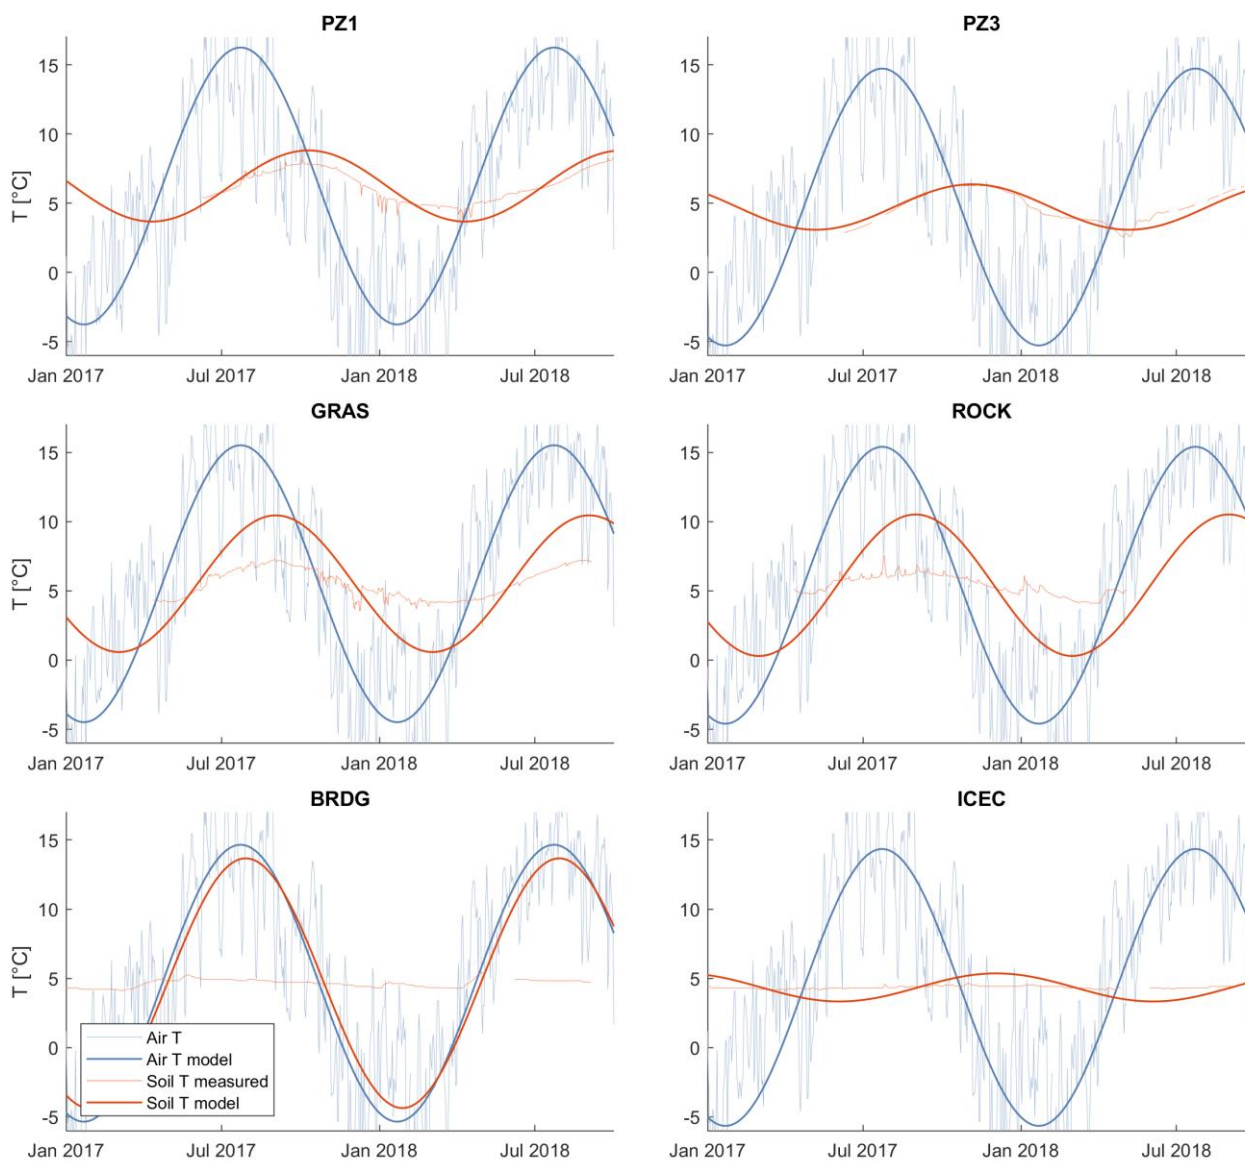 PZ1
PZ3
T [°C]
15
10
5
0
-5
Jan 2017
Jul 2017
Jan 2018
Jul 2018
15
10
5
0
-5
Jan 2017
Jul 2017
Jan 2018
Jul 2018
GRAS
ROCK
T [°C]
15
10
5
0
-5
Jan 2017
Jul 2017
Jan 2018
Jul 2018
15
10
5
0
-5
Jan 2017
Jul 2017
Jan 2018
Jul 2018
BRDG
ICEC
T [°C]
15
10
5
0
-5
Air T
Air T model
Soil T measured
Soil T model
Jan 2017
Jul 2017
Jan 2018
Jul 2018
15
10
5
0
-5
Jan 2017
Jul 2017
Jan 2018
Jul 2018